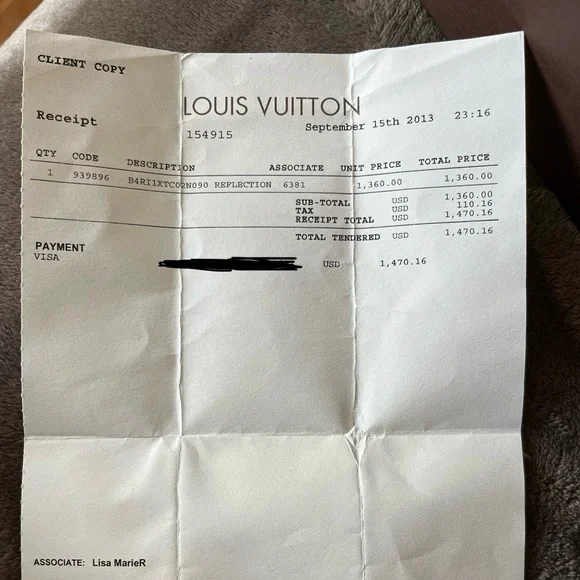 CLIENT COPY
LOUIS VUITTON
Receipt 154915 September 15th 2013 23:16
QTY CODE DESCRIPTION ASSOCIATE UNIT PRICE TOTAL PRICE
1 939896 B4RI1XTC02N090 REFLECTION 6381 1,360.00 1,360.00
SUB-TOTAL USD 1,360.00
TAX USD 110.16
RECEIPT TOTAL USD 1,470.16
TOTAL TENDERED USD 1,470.16
PAYMENT
VISA USD 1,470.16
ASSOCIATE: Lisa MarieR